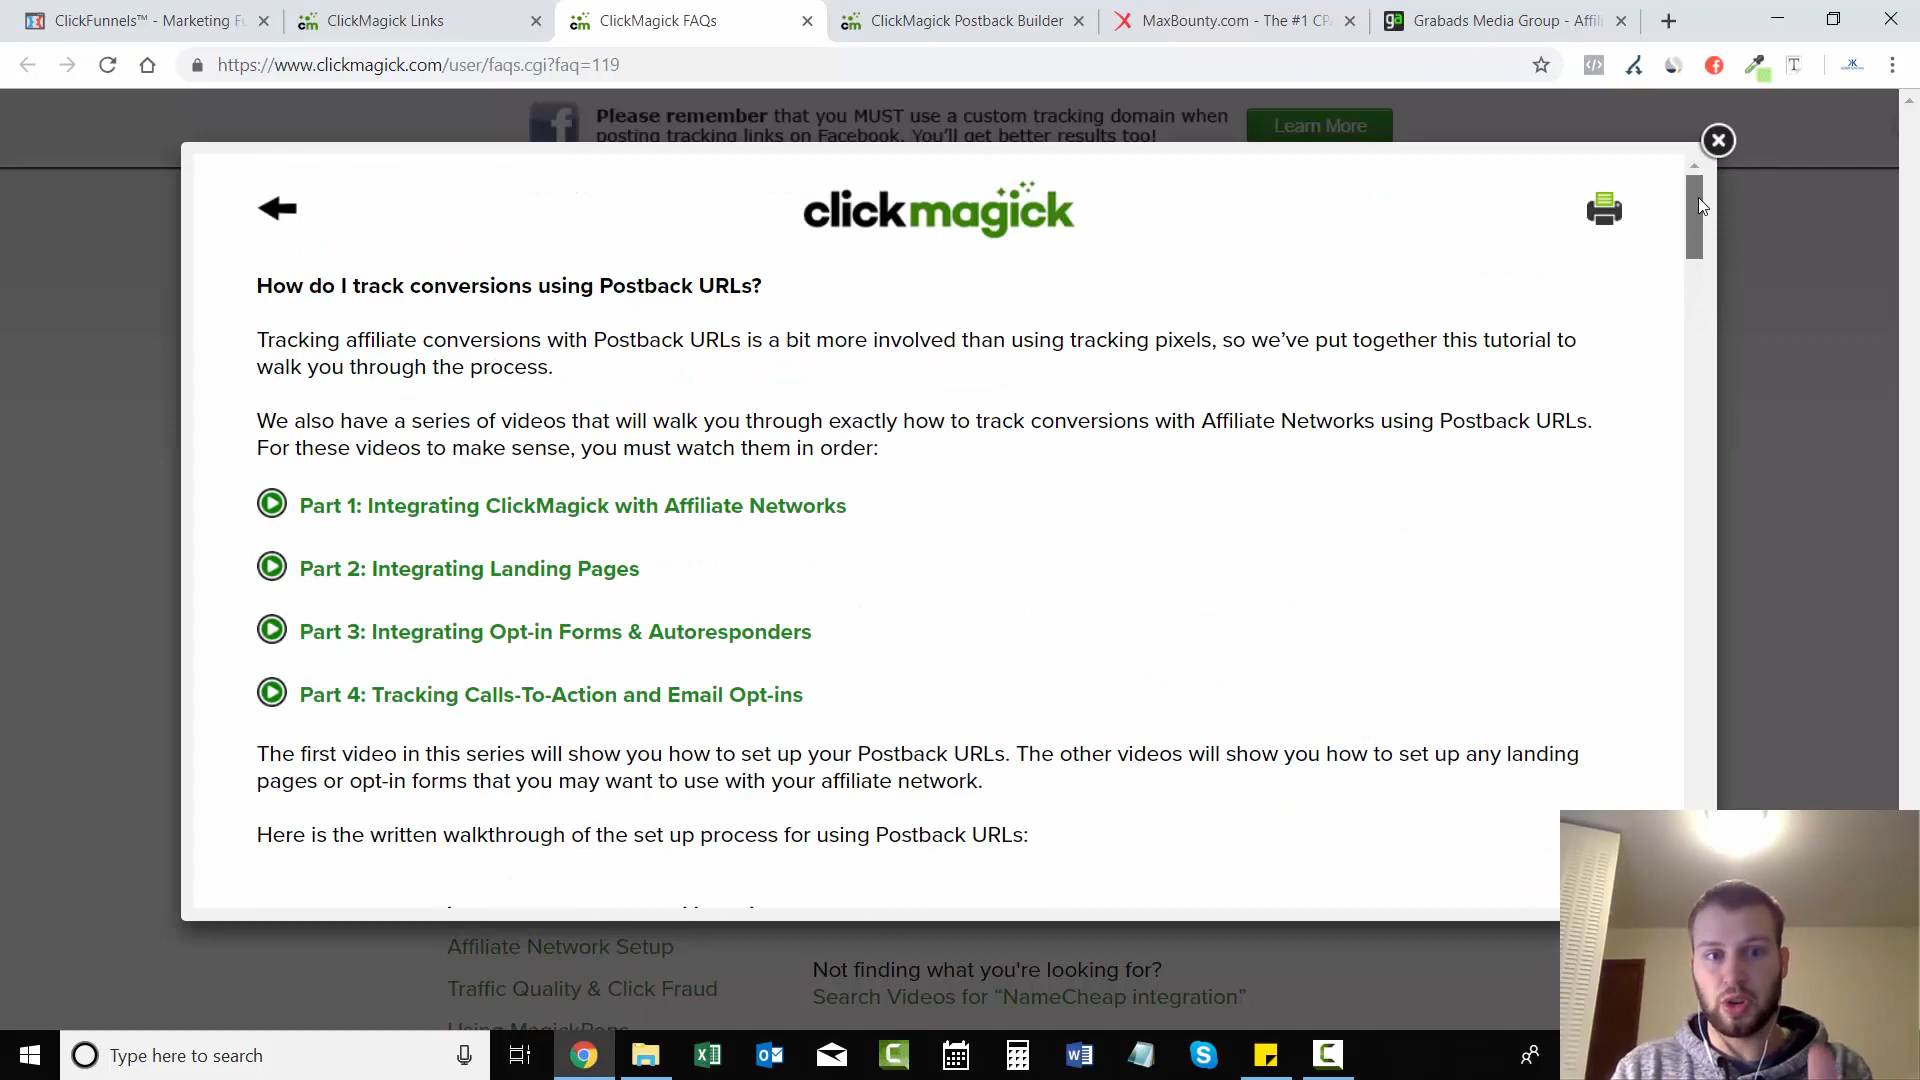 ClickFunnels™ - Marketing Fu
ClickMagick Links
ClickMagick FAQs
ClickMagick Postback Builder
MaxBounty.com - The #1 CPA
Grabads Media Group - Affili
https://www.clickmagick.com/user/faqs.cgi?faq=119
Please remember that you MUST use a custom tracking domain when
posting tracking links on Facebook. You'll get better results too!
Learn More
clickmagick
How do I track conversions using Postback URLs?
Tracking affiliate conversions with Postback URLs is a bit more involved than using tracking pixels, so we've put together this tutorial to
walk you through the process.
We also have a series of videos that will walk you through exactly how to track conversions with Affiliate Networks using Postback URLs.
For these videos to make sense, you must watch them in order:
Part 1: Integrating ClickMagick with Affiliate Networks
Part 2: Integrating Landing Pages
Part 3: Integrating Opt-in Forms & Autoresponders
Part 4: Tracking Calls-To-Action and Email Opt-ins
The first video in this series will show you how to set up your Postback URLs. The other videos will show you how to set up any landing
pages or opt-in forms that you may want to use with your affiliate network.
Here is the written walkthrough of the set up process for using Postback URLs:
Affiliate Network Setup
Traffic Quality & Click Fraud
Not finding what you're looking for?
Search Videos for “NameCheap integration”
Type here to search